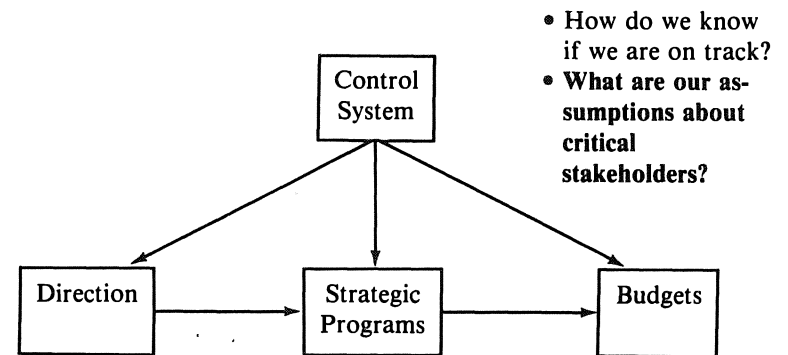 • How do we know
if we are on track?
• What are our as-
sumptions about
critical
stakeholders?
Control
System
Direction
Strategic
Programs
Budgets